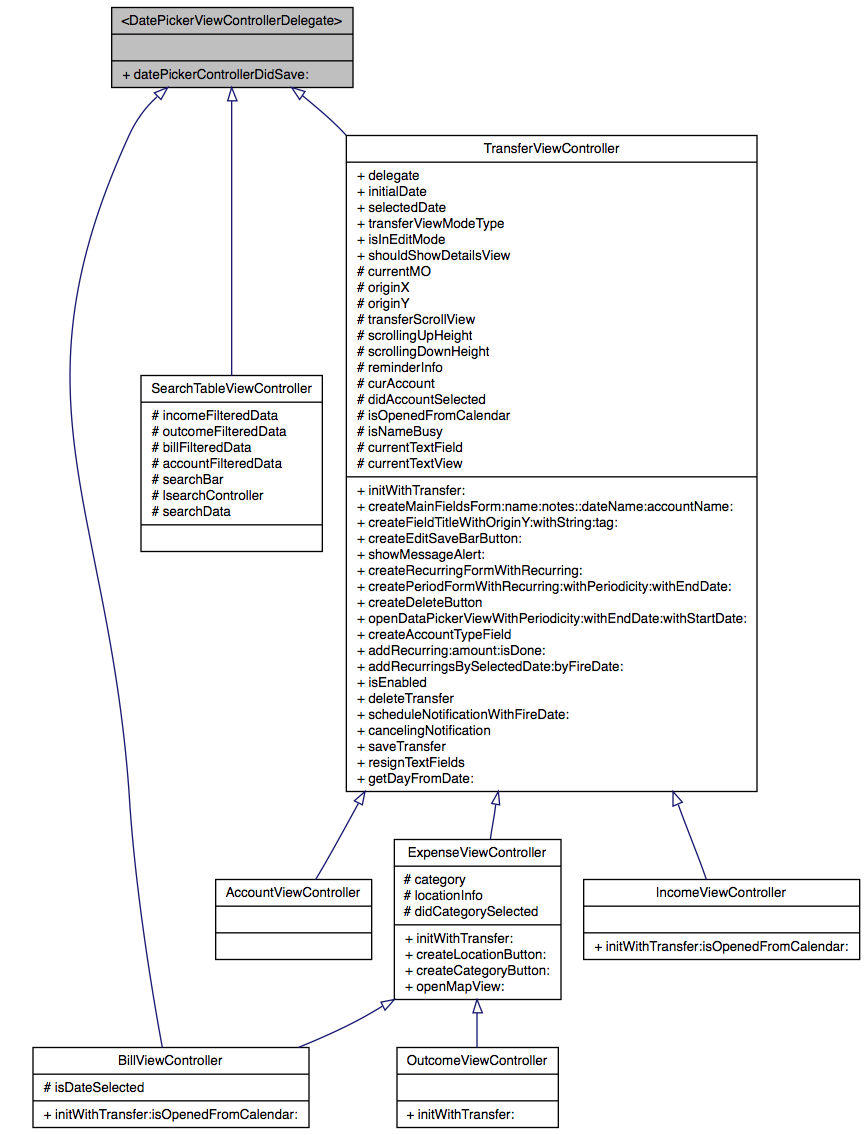 <DatePickerViewControllerDelegate>
+ datePickerControllerDidSave:
TransferViewController
+ delegate
+ initialDate
+ selectedDate
+ transferViewModeType
+ isInEditMode
+ shouldShowDetailsView
# currentMO
# originX
# originY
# transferScrollView
# scrollingUpHeight
# scrollingDownHeight
# reminderInfo
# curAccount
# didAccountSelected
# isOpenedFromCalendar
# isNameBusy
# currentTextField
# currentTextView
+ initWithTransfer:
+ createMainFieldsForm:name:notes::dateName:accountName:
+ createFieldTitleWithOriginY:withString:tag:
+ createEditSaveBarButton:
+ showMessageAlert:
+ createRecurringFormWithRecurring:
+ createPeriodFormWithRecurring:withPeriodicity:withEndDate:
+ createDeleteButton
+ openDataPickerViewWithPeriodicity:withEndDate:withStartDate:
+ createAccountTypeField
+ addRecurring:amount:isDone:
+ addRecurringsBySelectedDate:byFireDate:
+ isEnabled
+ deleteTransfer
+ scheduleNotificationWithFireDate:
+ cancelingNotification
+ saveTransfer
+ resignTextFields
+ getDayFromDate:
SearchTableViewController
# incomeFilteredData
# outcomeFilteredData
# billFilteredData
# accountFilteredData
# searchBar
# lsearchController
# searchData
AccountViewController
ExpenseViewController
# category
# locationInfo
# didCategorySelected
+ initWithTransfer:
+ createLocationButton:
+ createCategoryButton:
+ openMapView:
IncomeViewController
+ initWithTransfer:isOpenedFromCalendar:
BillViewController
# isDateSelected
+ initWithTransfer:isOpenedFromCalendar:
OutcomeViewController
+ initWithTransfer: